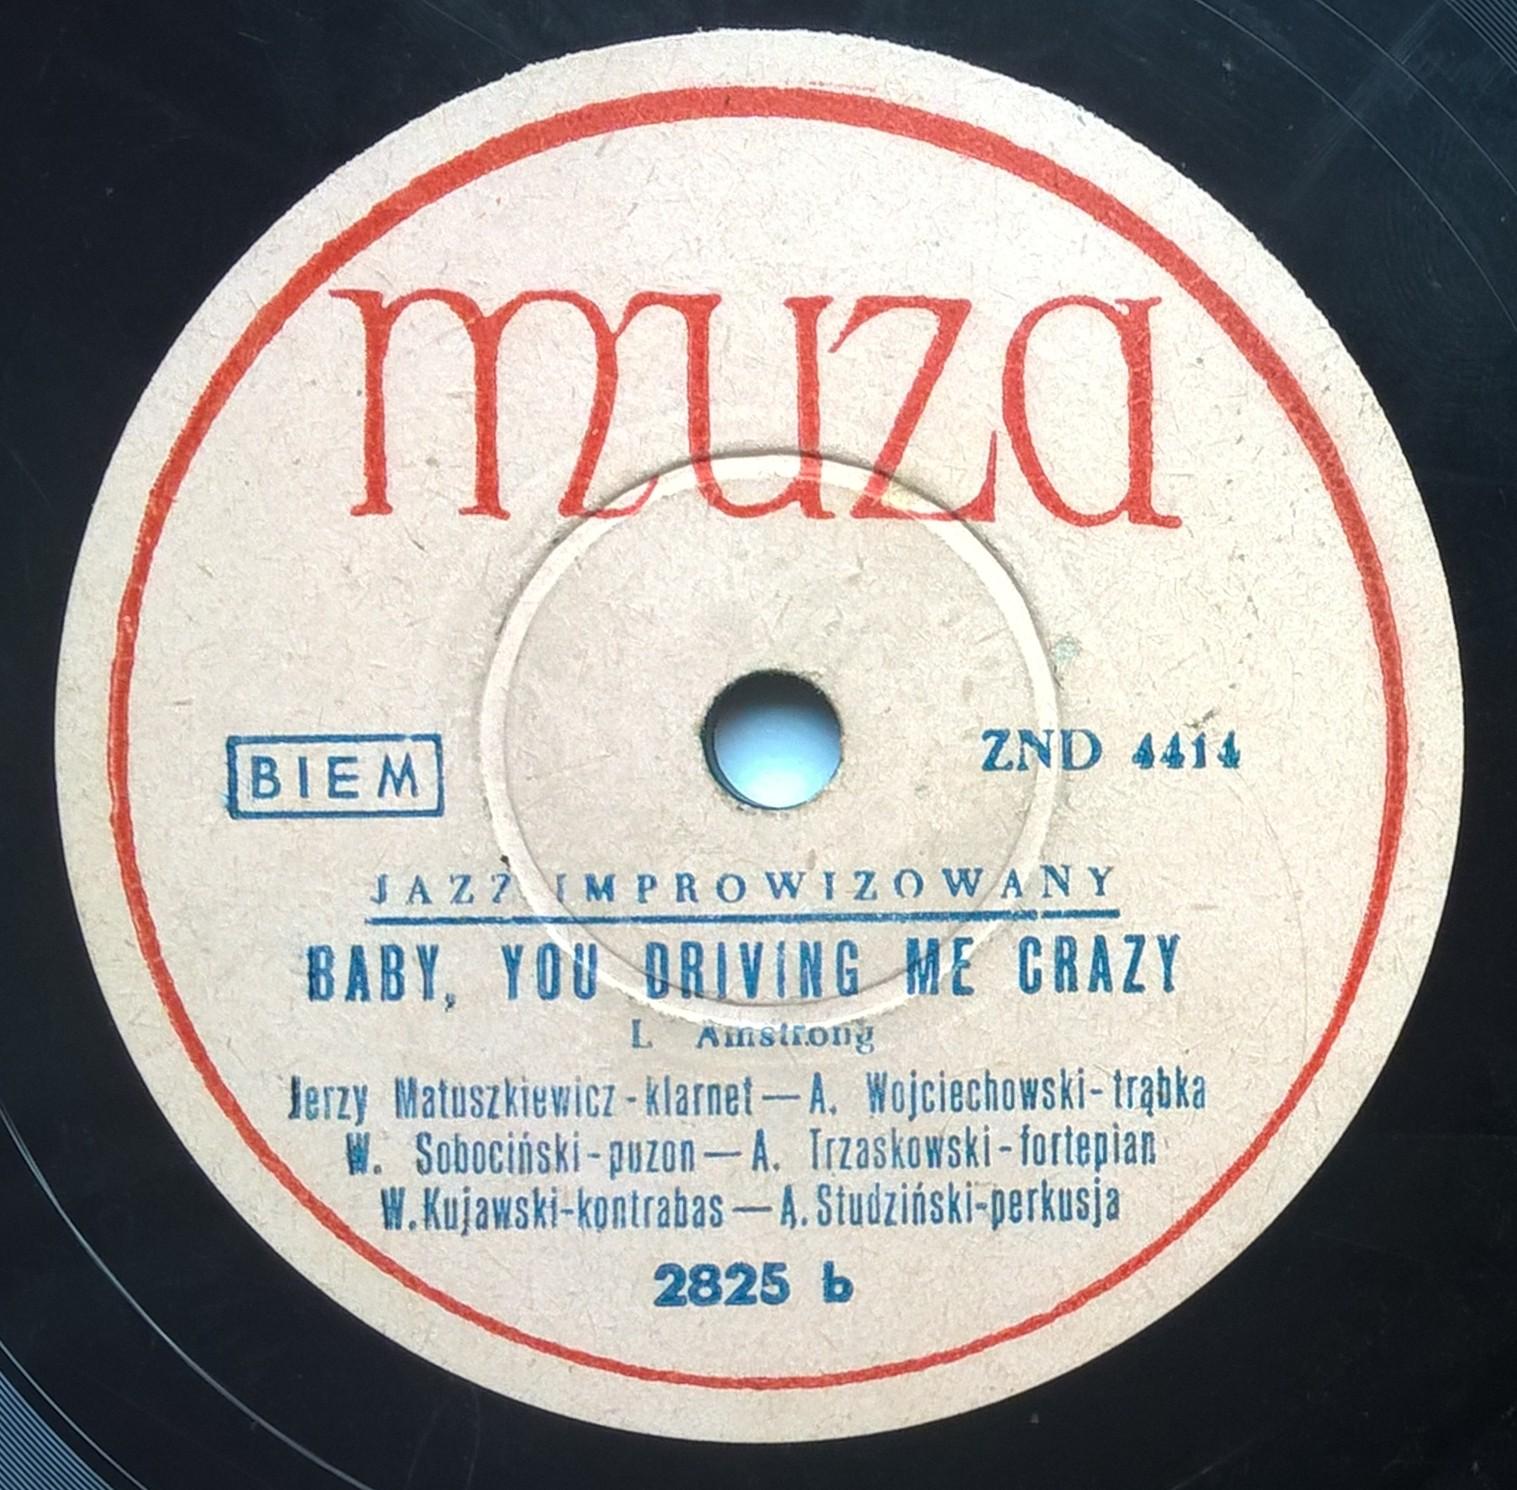 muza
BIEM
ZND 4414
JAZZ IMPROWIZOWANY
BABY, YOU DRIVING ME CRAZY
L Amstrong
Jerzy Matuszkiewicz-klarnet—A. Wojciechowski-trąbka
W. Sobociński-puzon—A. Trzaskowski-fortepian
W.Kujawski-kontrabas—A.Studziński-perkusja
2825 b